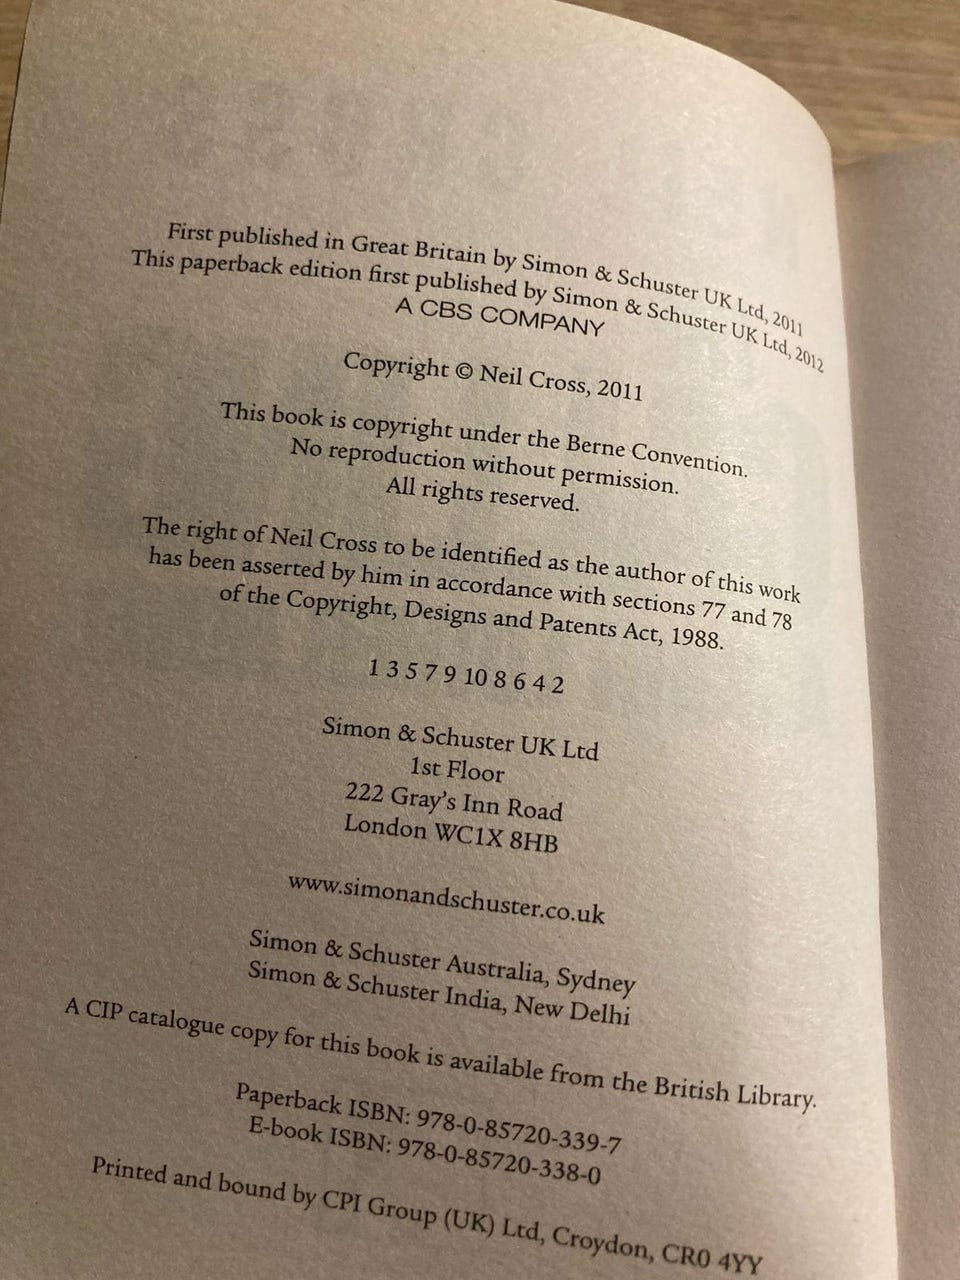 First published in Great Britain by Simon & Schuster UK Ltd, 2011
This paperback edition first published by Simon & Schuster UK Ltd, 2012
A CBS COMPANY
Copyright © Neil Cross, 2011
This book is copyright under the Berne Convention.
No reproduction without permission.
All rights reserved.
The right of Neil Cross to be identified as the author of this work
has been asserted by him in accordance with sections 77 and 78
of the Copyright, Designs and Patents Act, 1988.
1 3 5 7 9 10 8 6 4 2
Simon & Schuster UK Ltd
1st Floor
222 Gray's Inn Road
London WC1X 8HB
www.simonandschuster.co.uk
Simon & Schuster Australia, Sydney
Simon & Schuster India, New Delhi
A CIP catalogue copy for this book is available from the British Library.
Paperback ISBN: 978-0-85720-339-7
E-book ISBN: 978-0-85720-338-0
Printed and bound by CPI Group (UK) Ltd, Croydon, CR0 4YY